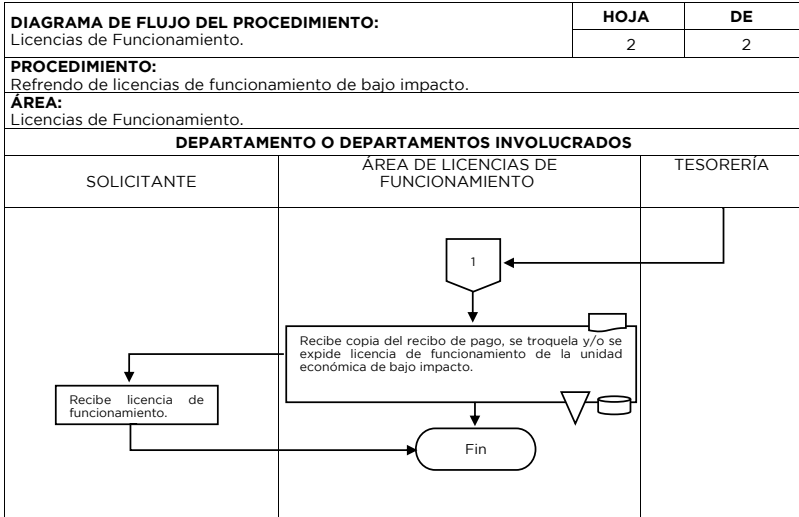 DIAGRAMA DE FLUJO DEL PROCEDIMIENTO:
Licencias de Funcionamiento.
HOJA
DE
2
2
PROCEDIMIENTO:
Refrendo de licencias de funcionamiento de bajo impacto.
ÁREA:
Licencias de Funcionamiento.
DEPARTAMENTO O DEPARTAMENTOS INVOLUCRADOS
SOLICITANTE
ÁREA DE LICENCIAS DE
FUNCIONAMIENTO
TESORERÍA
1
Recibe copia del recibo de pago, se troquela y/o se
expide licencia de funcionamiento de la unidad
económica de bajo impacto.
Recibe licencia de
funcionamiento.
Fin